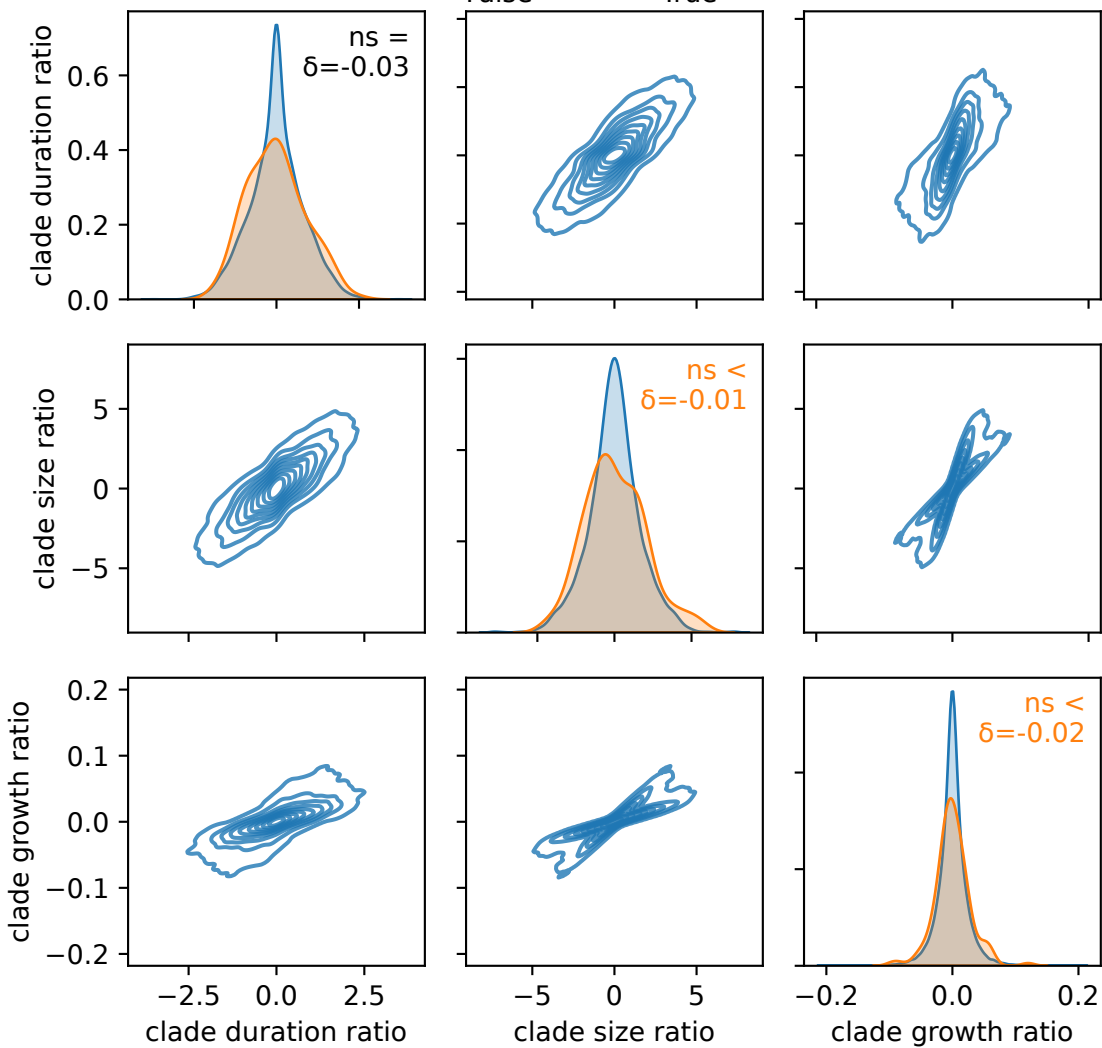 clade duration ratio
0.6
0.4
0.2
0.0
ns =
δ=-0.03
clade size ratio
5
0
−5
ns <
δ=-0.01
clade growth ratio
0.2
0.1
0.0
−0.1
−0.2
ns <
δ=-0.02
−2.5
0.0
2.5
−5
0
5
−0.2
0.0
0.2
clade duration ratio
clade size ratio
clade growth ratio